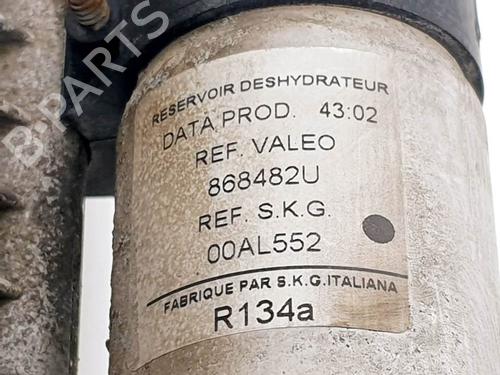 RESERVOIR DESHYDRATEUR
DATA PROD. 43:02
REF. VALEO
868482U
REF. S.K.G.
00AL552
FABRIQUE PAR S.K.G.ITALIANA
R134a
B-PARTS